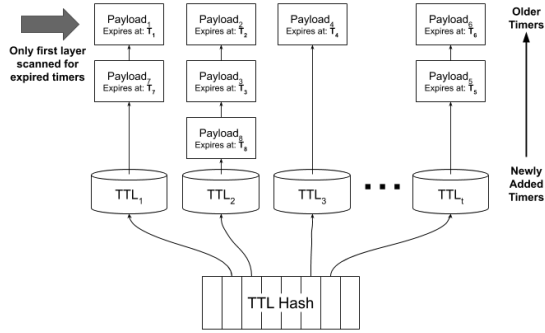 Only first layer
scanned for
expired timers
Payload1
Expires at: T1
Payload2
Expires at: T2
Payload4
Expires at: T4
Payload6
Expires at: T6
Older
Timers
Payload7
Expires at: T7
Payload3
Expires at: T3
Payload5
Expires at: T5
Payload8
Expires at: T8
TTL1
TTL2
TTL3
TTLt
Newly
Added
Timers
TTL Hash